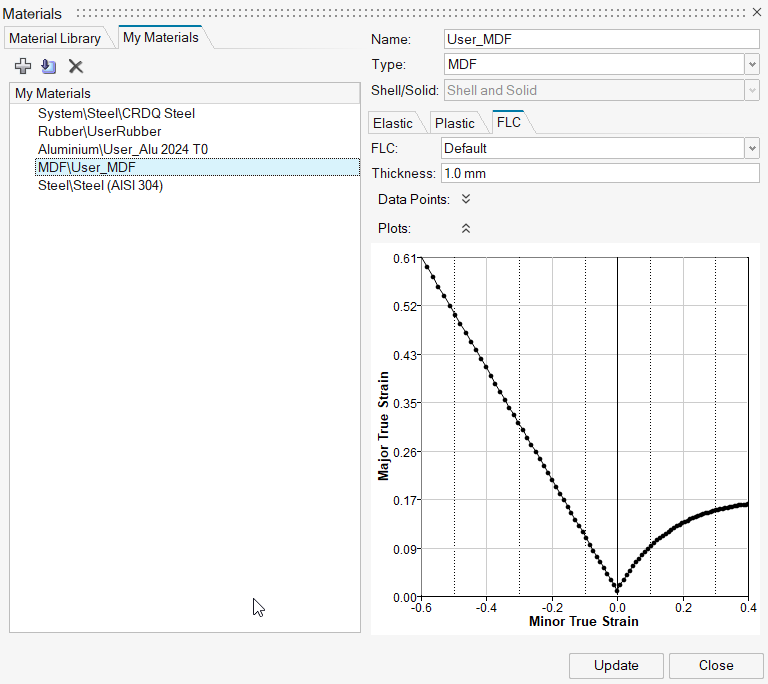 Materials
Material Library
My Materials
My Materials
System\Steel\CRDQ Steel
Rubber\UserRubber
Aluminium\User_Alu 2024 T0
MDF\User_MDF
Steel\Steel (AISI 304)
Name: User_MDF
Type: MDF
Shell/Solid: Shell and Solid
Elastic Plastic FLC
FLC: Default
Thickness: 1.0 mm
Data Points:
Plots:
Major True Strain
0.61
0.52
0.43
0.35
0.26
0.17
0.09
0.00
-0.6 -0.4 -0.2 0.0 0.2 0.4
Minor True Strain
Update Close